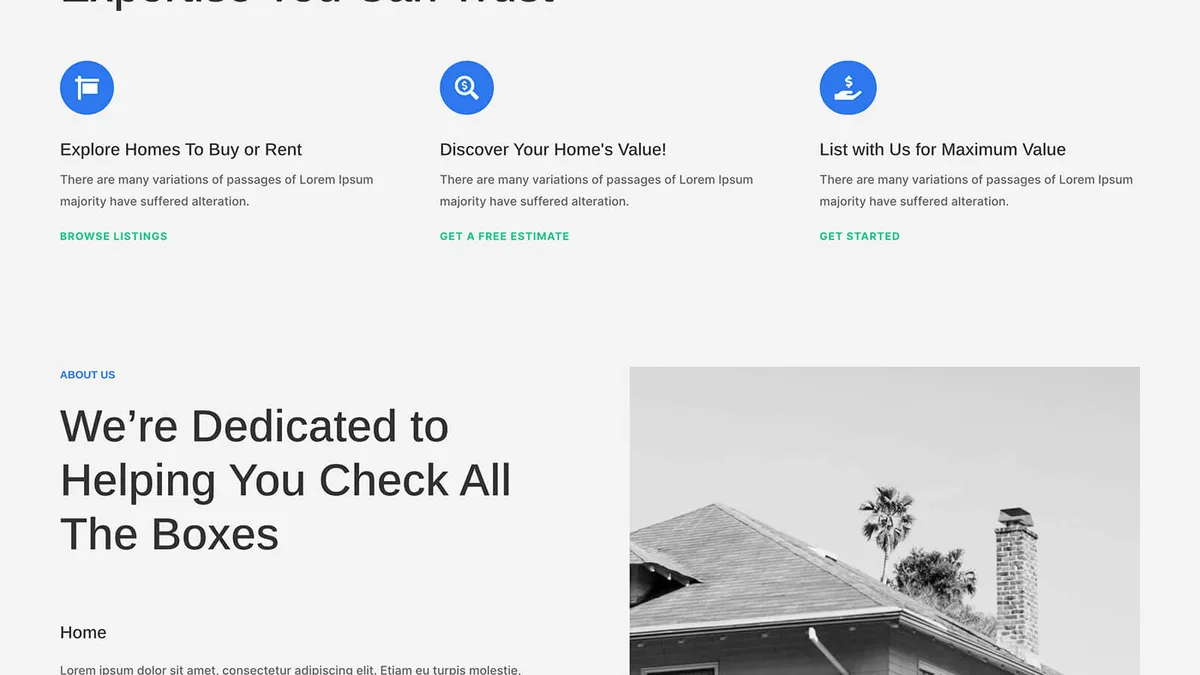 Expertise You Can Trust
Explore Homes To Buy or Rent
There are many variations of passages of Lorem Ipsum
majority have suffered alteration.
BROWSE LISTINGS
Discover Your Home's Value!
There are many variations of passages of Lorem Ipsum
majority have suffered alteration.
GET A FREE ESTIMATE
List with Us for Maximum Value
There are many variations of passages of Lorem Ipsum
majority have suffered alteration.
GET STARTED
ABOUT US
We’re Dedicated to
Helping You Check All
The Boxes
Home
Lorem ipsum dolor sit amet, consectetur adipiscing elit. Etiam eu turpis molestie,